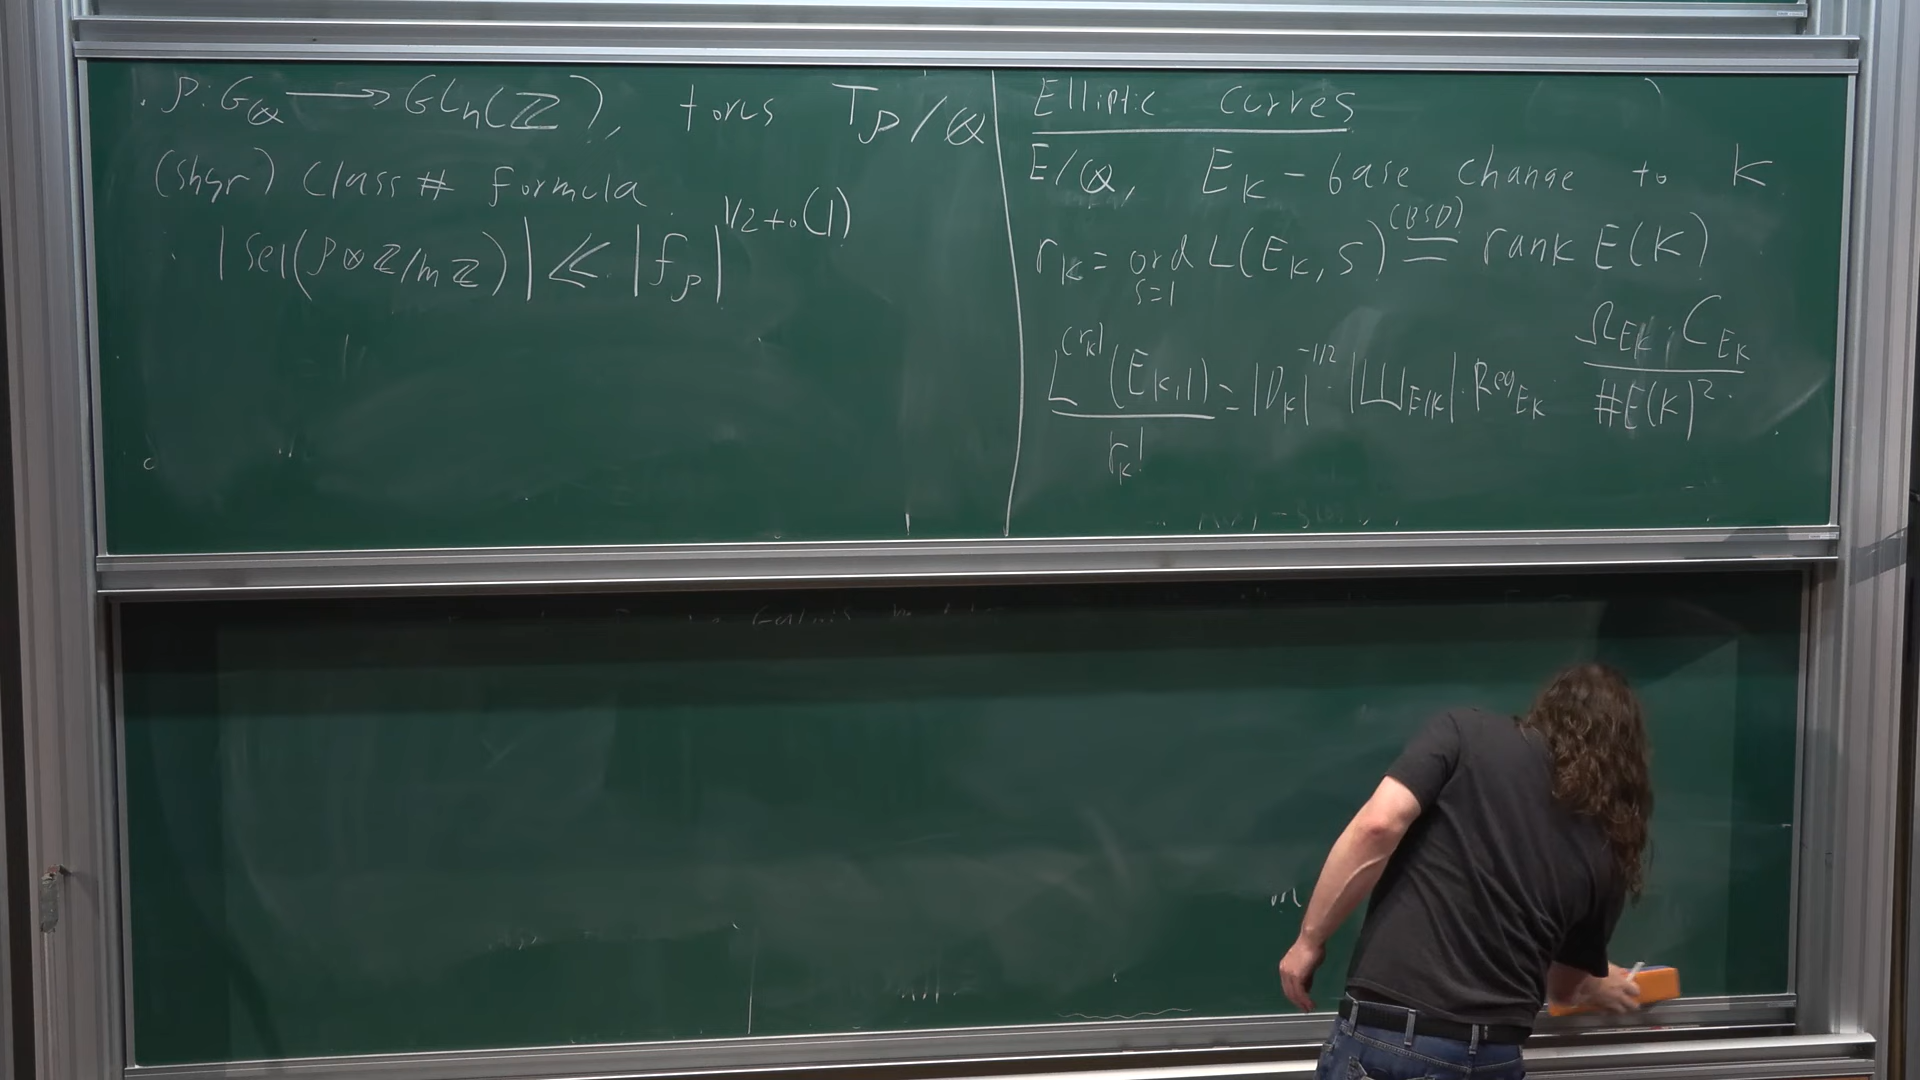 . ρ: G_ℚ ⟶ GL_n(ℤ), torus T_ρ/ℚ
(Shyr) Class # formula.
· |Sel(ρ⊗ℤ/mℤ)| ≪ |f_ρ|^{1/2+o(1)}
Elliptic curves
E/ℚ, E_K - base change to K
r_K = ord_{s=1} L(E_K, s) =^{(BSD)} rank E(K)
L^{(r_K)}(E_K, 1) / r_K! = |D_K|^{-1/2} · |Ш_{E/K}| · Reg_{E_K} · Ω_{E_K} · C_{E_K} / #E(K)^2.